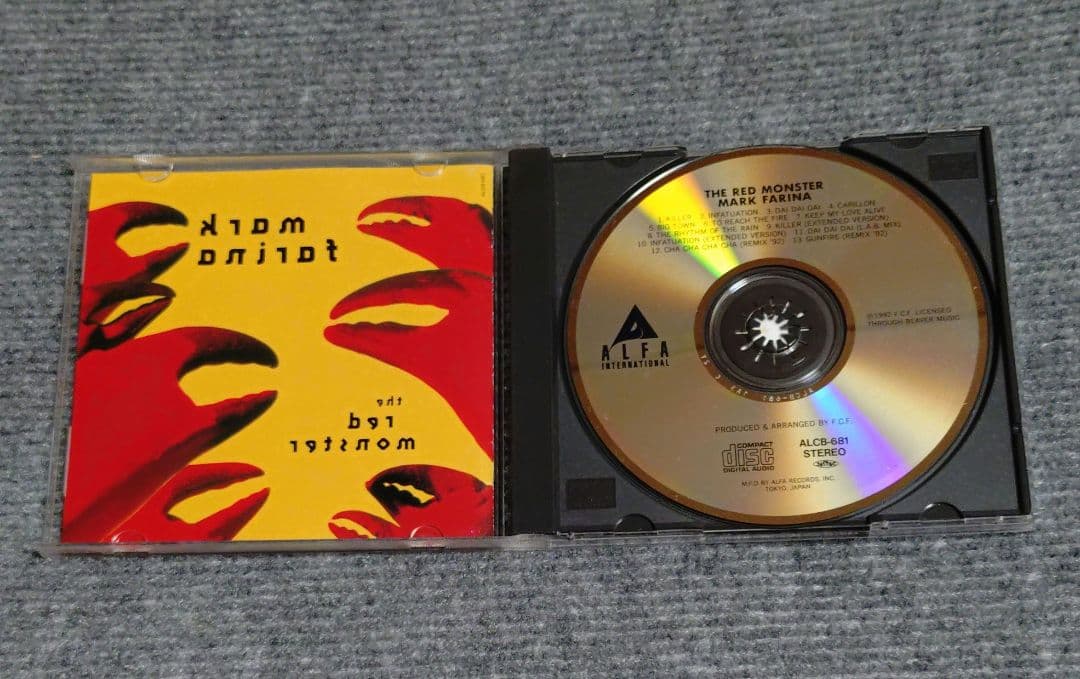 mark
farina
the
red
monster
THE RED MONSTER
MARK FARINA
1. KILLER 2. INFATUATION 3. DAI DAI DAI 4. CARILLON
5. BIG TOWN 6. TO REACH THE FIRE 7. KEEP MY LOVE ALIVE
8. THE RHYTHM OF THE RAIN 9. KILLER (EXTENDED VERSION)
10. INFATUATION (EXTENDED VERSION) 11. DAI DAI DAI (L.A.B. MIX)
12. CHA CHA CHA CHA (REMIX '92) 13. GUNFIRE (REMIX '92)
ALFA
INTERNATIONAL
Ⓟ1992 F.C.F. LICENSED
THROUGH BEAVER MUSIC
PRODUCED & ARRANGED BY F.C.F.
COMPACT
disc
DIGITAL AUDIO
ALCB-681
STEREO
M.F.D BY ALFA RECORDS, INC.
TOKYO, JAPAN